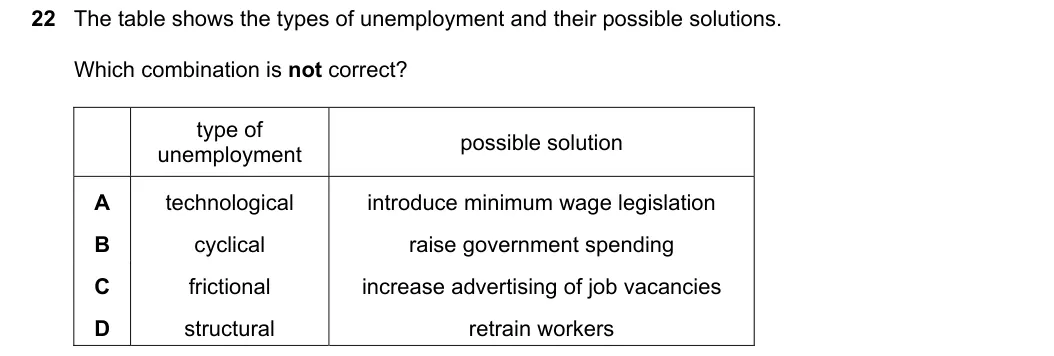 22 The table shows the types of unemployment and their possible solutions.
Which combination is not correct?
type of unemployment possible solution
A technological introduce minimum wage legislation
B cyclical raise government spending
C frictional increase advertising of job vacancies
D structural retrain workers